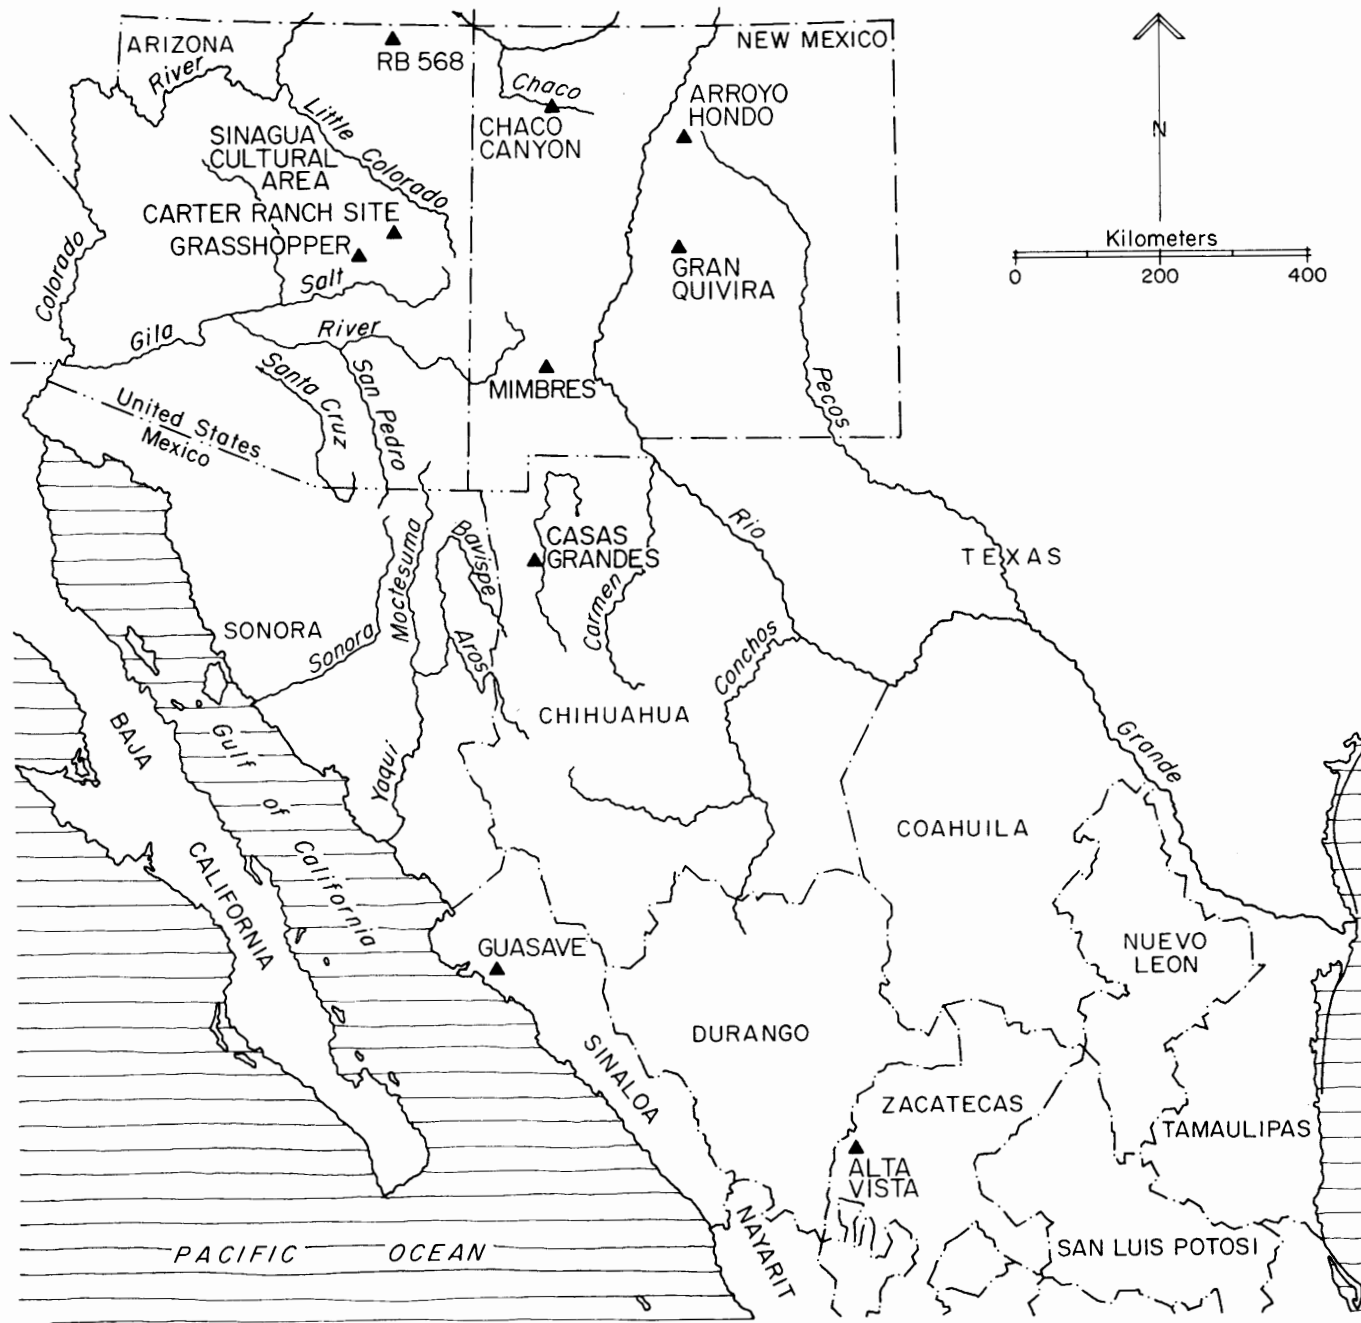 ARIZONA
River
RB 568
NEW MEXICO
Chaco
CHACO
CANYON
ARROYO
HONDO
N
Little Colorado
SINAGUA
CULTURAL
AREA
CARTER RANCH SITE
GRASSHOPPER
Colorado
Salt
Gila
River
GRAN
QUIVIRA
Kilometers
0 200 400
MIMBRES
Pecos
Santa Cruz
San Pedro
United States
Mexico
CASAS
GRANDES
Rio
TEXAS
Bavispe
Moctesuma
Carmen
SONORA
Sonora
Aros
Conchos
CHIHUAHUA
BAJA
CALIFORNIA
Gulf
of
California
Yaqui
Grande
COAHUILA
NUEVO
LEON
GUASAVE
SINALOA
DURANGO
ZACATECAS
TAMAULIPAS
ALTA
VISTA
NAYARIT
SAN LUIS POTOSI
PACIFIC OCEAN